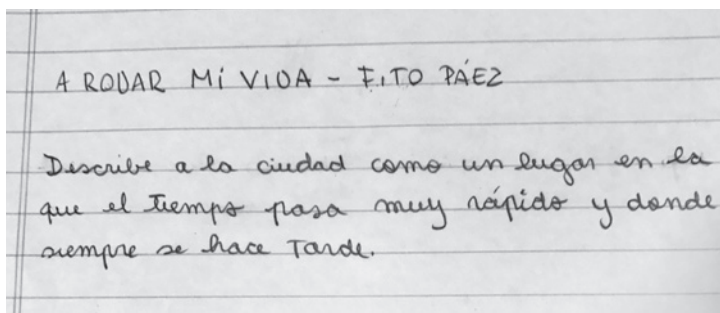 A RODAR MI VIDA - FITO PÁEZ
Describe a la ciudad como un lugar en la
que el tiempo pasa muy rápido y donde
siempre se hace tarde.